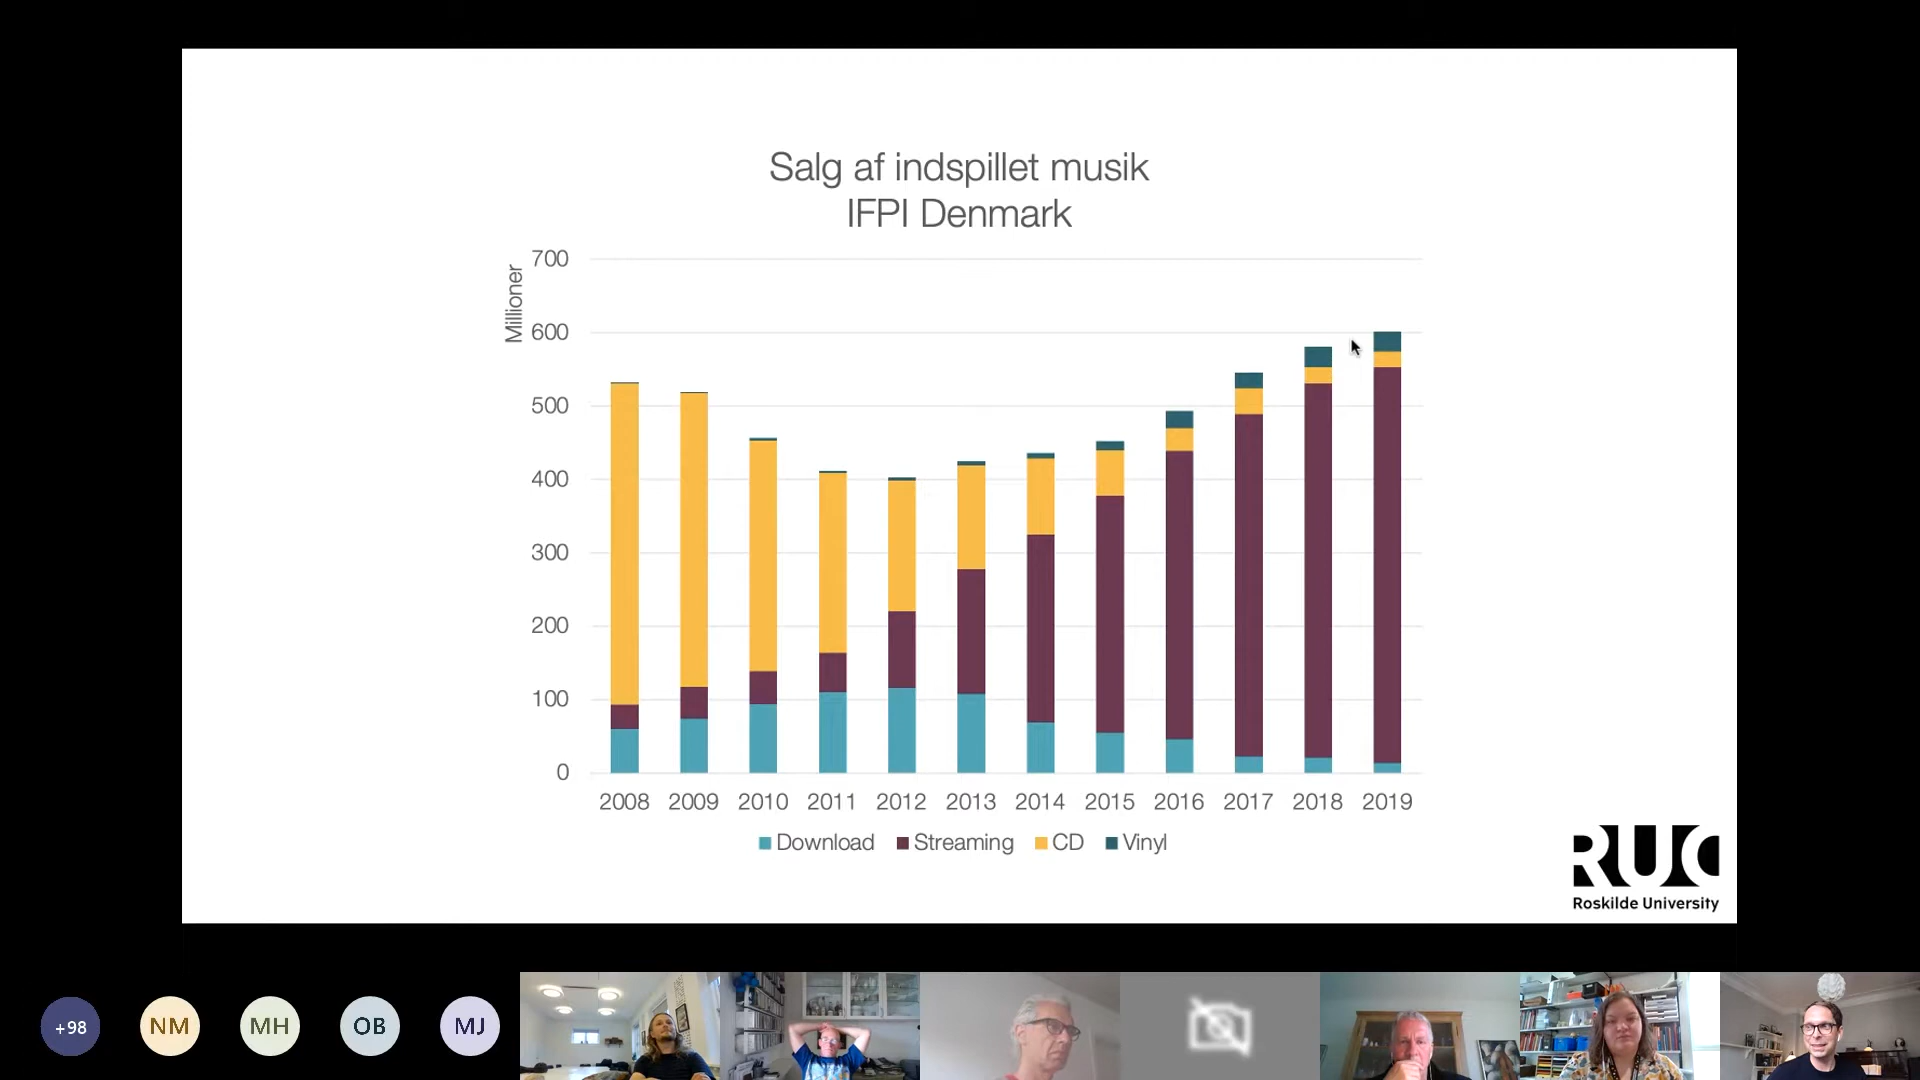 Salg af indspillet musik
IFPI Denmark
Millioner
700
600
500
400
300
200
100
0
2008 2009 2010 2011 2012 2013 2014 2015 2016 2017 2018 2019
Download Streaming CD Vinyl
RUC
Roskilde University
+98 NM MH OB MJ